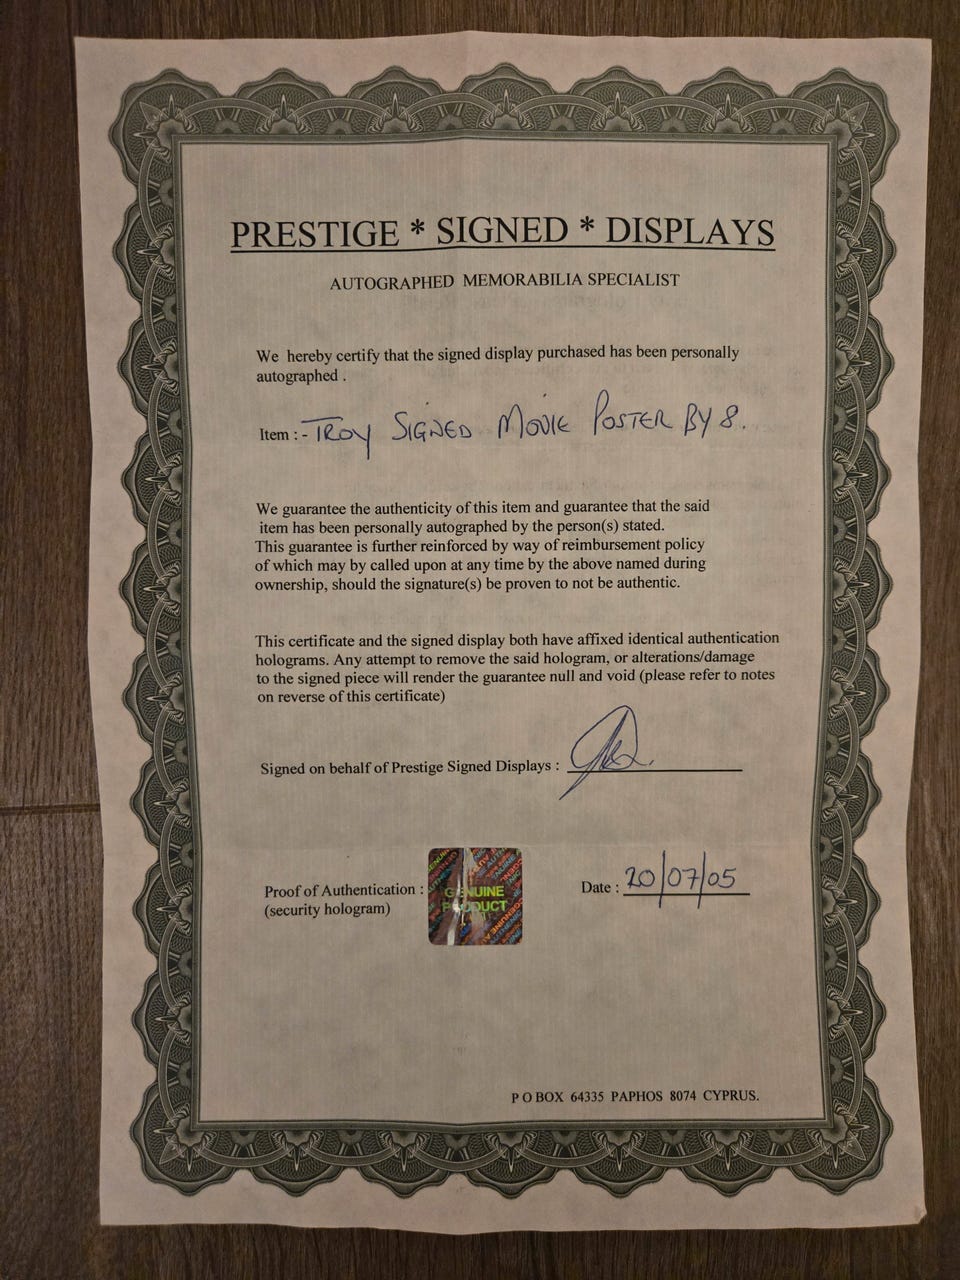 PRESTIGE * SIGNED * DISPLAYS
AUTOGRAPHED MEMORABILIA SPECIALIST
We hereby certify that the signed display purchased has been personally
autographed .
Item : - TROY SIGNED MOVIE POSTER BY 8.
We guarantee the authenticity of this item and guarantee that the said
item has been personally autographed by the person(s) stated.
This guarantee is further reinforced by way of reimbursement policy
of which may by called upon at any time by the above named during
ownership, should the signature(s) be proven to not be authentic.
This certificate and the signed display both have affixed identical authentication
holograms. Any attempt to remove the said hologram, or alterations/damage
to the signed piece will render the guarantee null and void (please refer to notes
on reverse of this certificate)
Signed on behalf of Prestige Signed Displays :
Proof of Authentication :
(security hologram)
GENUINE
PRODUCT
Date : 20/07/05
P O BOX 64335 PAPHOS 8074 CYPRUS.